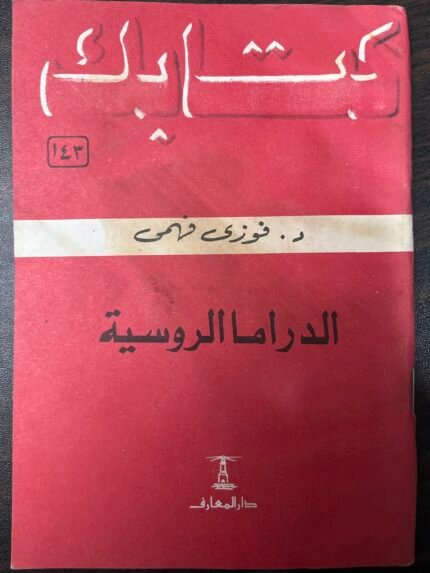 كتابك
١٤٣
د. فوزى فهمى
الدراما الروسية
دار المعارف